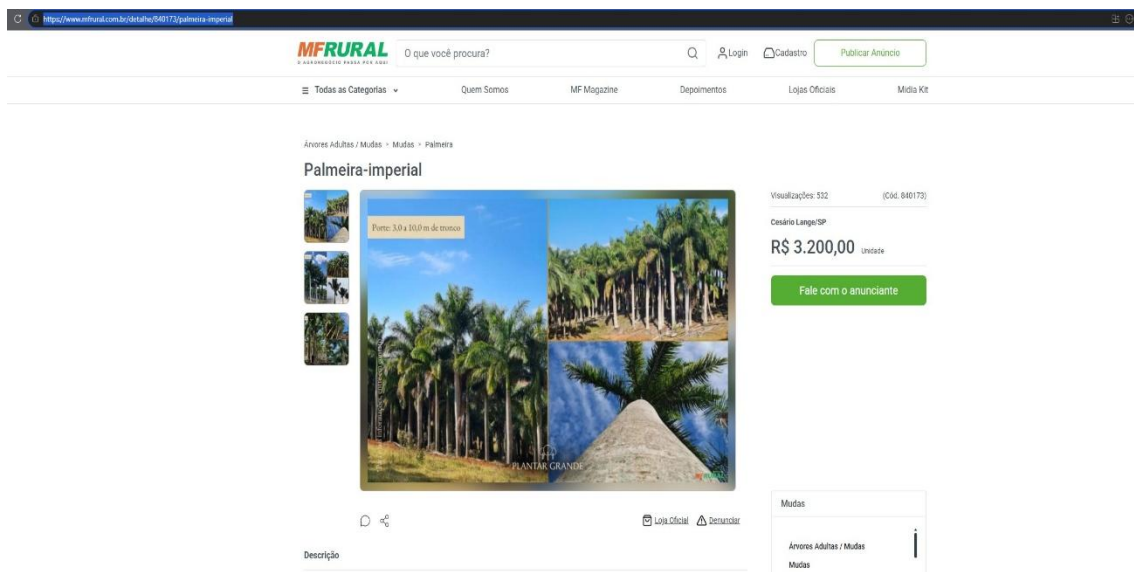 https://www.mfrural.com.br/detalhe/840173/palmeira-imperial
MFRURAL
O AGRONEGÓCIO PASSA POR AQUI
O que você procura?
Login
Cadastro
Publicar Anúncio
Todas as Categorias
Quem Somos
MF Magazine
Depoimentos
Lojas Oficiais
Midia Kit
Árvores Adultas / Mudas
Mudas
Palmeira
Palmeira-imperial
Visualizações: 532
(Cód. 840173)
Cesário Lange/SP
R$ 3.200,00 Unidade
Fale com o anunciante
Porte: 3,0 a 10,0 m de tronco
PLANTAR GRANDE
MFRURAL
Loja Oficial
Denunciar
Descrição
Mudas
Árvores Adultas / Mudas
Mudas